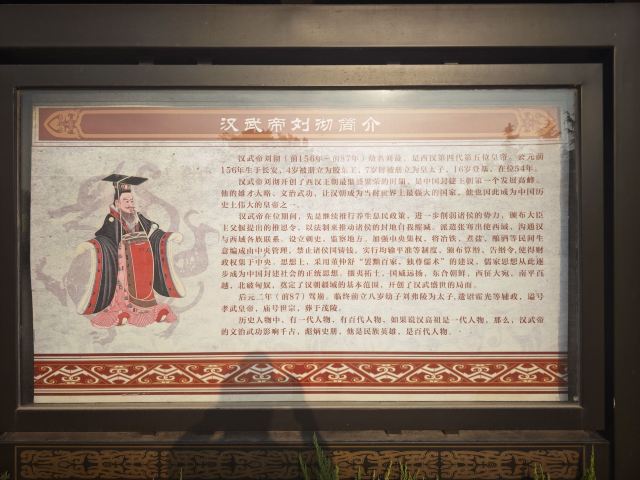 汉武帝刘彻简介
汉武帝刘彻（前156年－前87年）幼名刘彘，是西汉第四代第五位皇帝。公元前
156年生于长安，4岁被册立为胶东王，7岁时被册立为皇太子，16岁登基，在位54年。
汉武帝刘彻开创了西汉王朝最鼎盛繁荣的时期，是中国封建王朝第一个发展高峰。
他的雄才大略、文治武功，让汉朝成为当时世界上最强大的国家，他也因此成为中国历
史上伟大的皇帝之一。
汉武帝在位期间，先是继续推行养生息民政策，进一步削弱诸侯的势力，颁布大臣
主父偃提出的推恩令，以法制来推动诸侯的封地自我缩减。派遣张骞出使西域，沟通汉
与西域各族联系。设立刺史，监察地方。加强中央集权，将冶铁、煮盐、酿酒等民间生
意编成由中央管理，禁止诸侯国铸钱，实行均输平准等制度，颁布算缗、告缗令，使得财
政权集于中央。思想上，采用董仲舒“罢黜百家，独尊儒术”的建议，儒家思想从此逐
步成为中国封建社会的正统思想。攘夷拓土、国威远扬，东合朝鲜，西征大宛，南平百
越，北破匈奴，奠定了汉朝疆域的基本范围，开创了汉武盛世的局面。
后元二年（前87）驾崩，临终前立八岁幼子刘弗陵为太子，遗诏霍光等辅政，谥号
孝武皇帝，庙号世宗，葬于茂陵。
历史人物中，有一代人物，有百代人物，如果说汉高祖是一代人物，那么，汉武帝
的文治武功影响千古，彪炳史册，他是民族英雄，是百代人物。